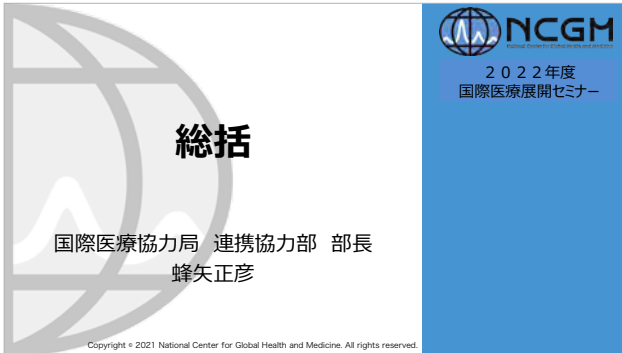 NCGM
National Center for Global Health and Medicine
２０２２年度
国際医療展開セミナー
総括
国際医療協力局 連携協力部 部長
蜂矢正彦
Copyright © 2021 National Center for Global Health and Medicine. All rights reserved.